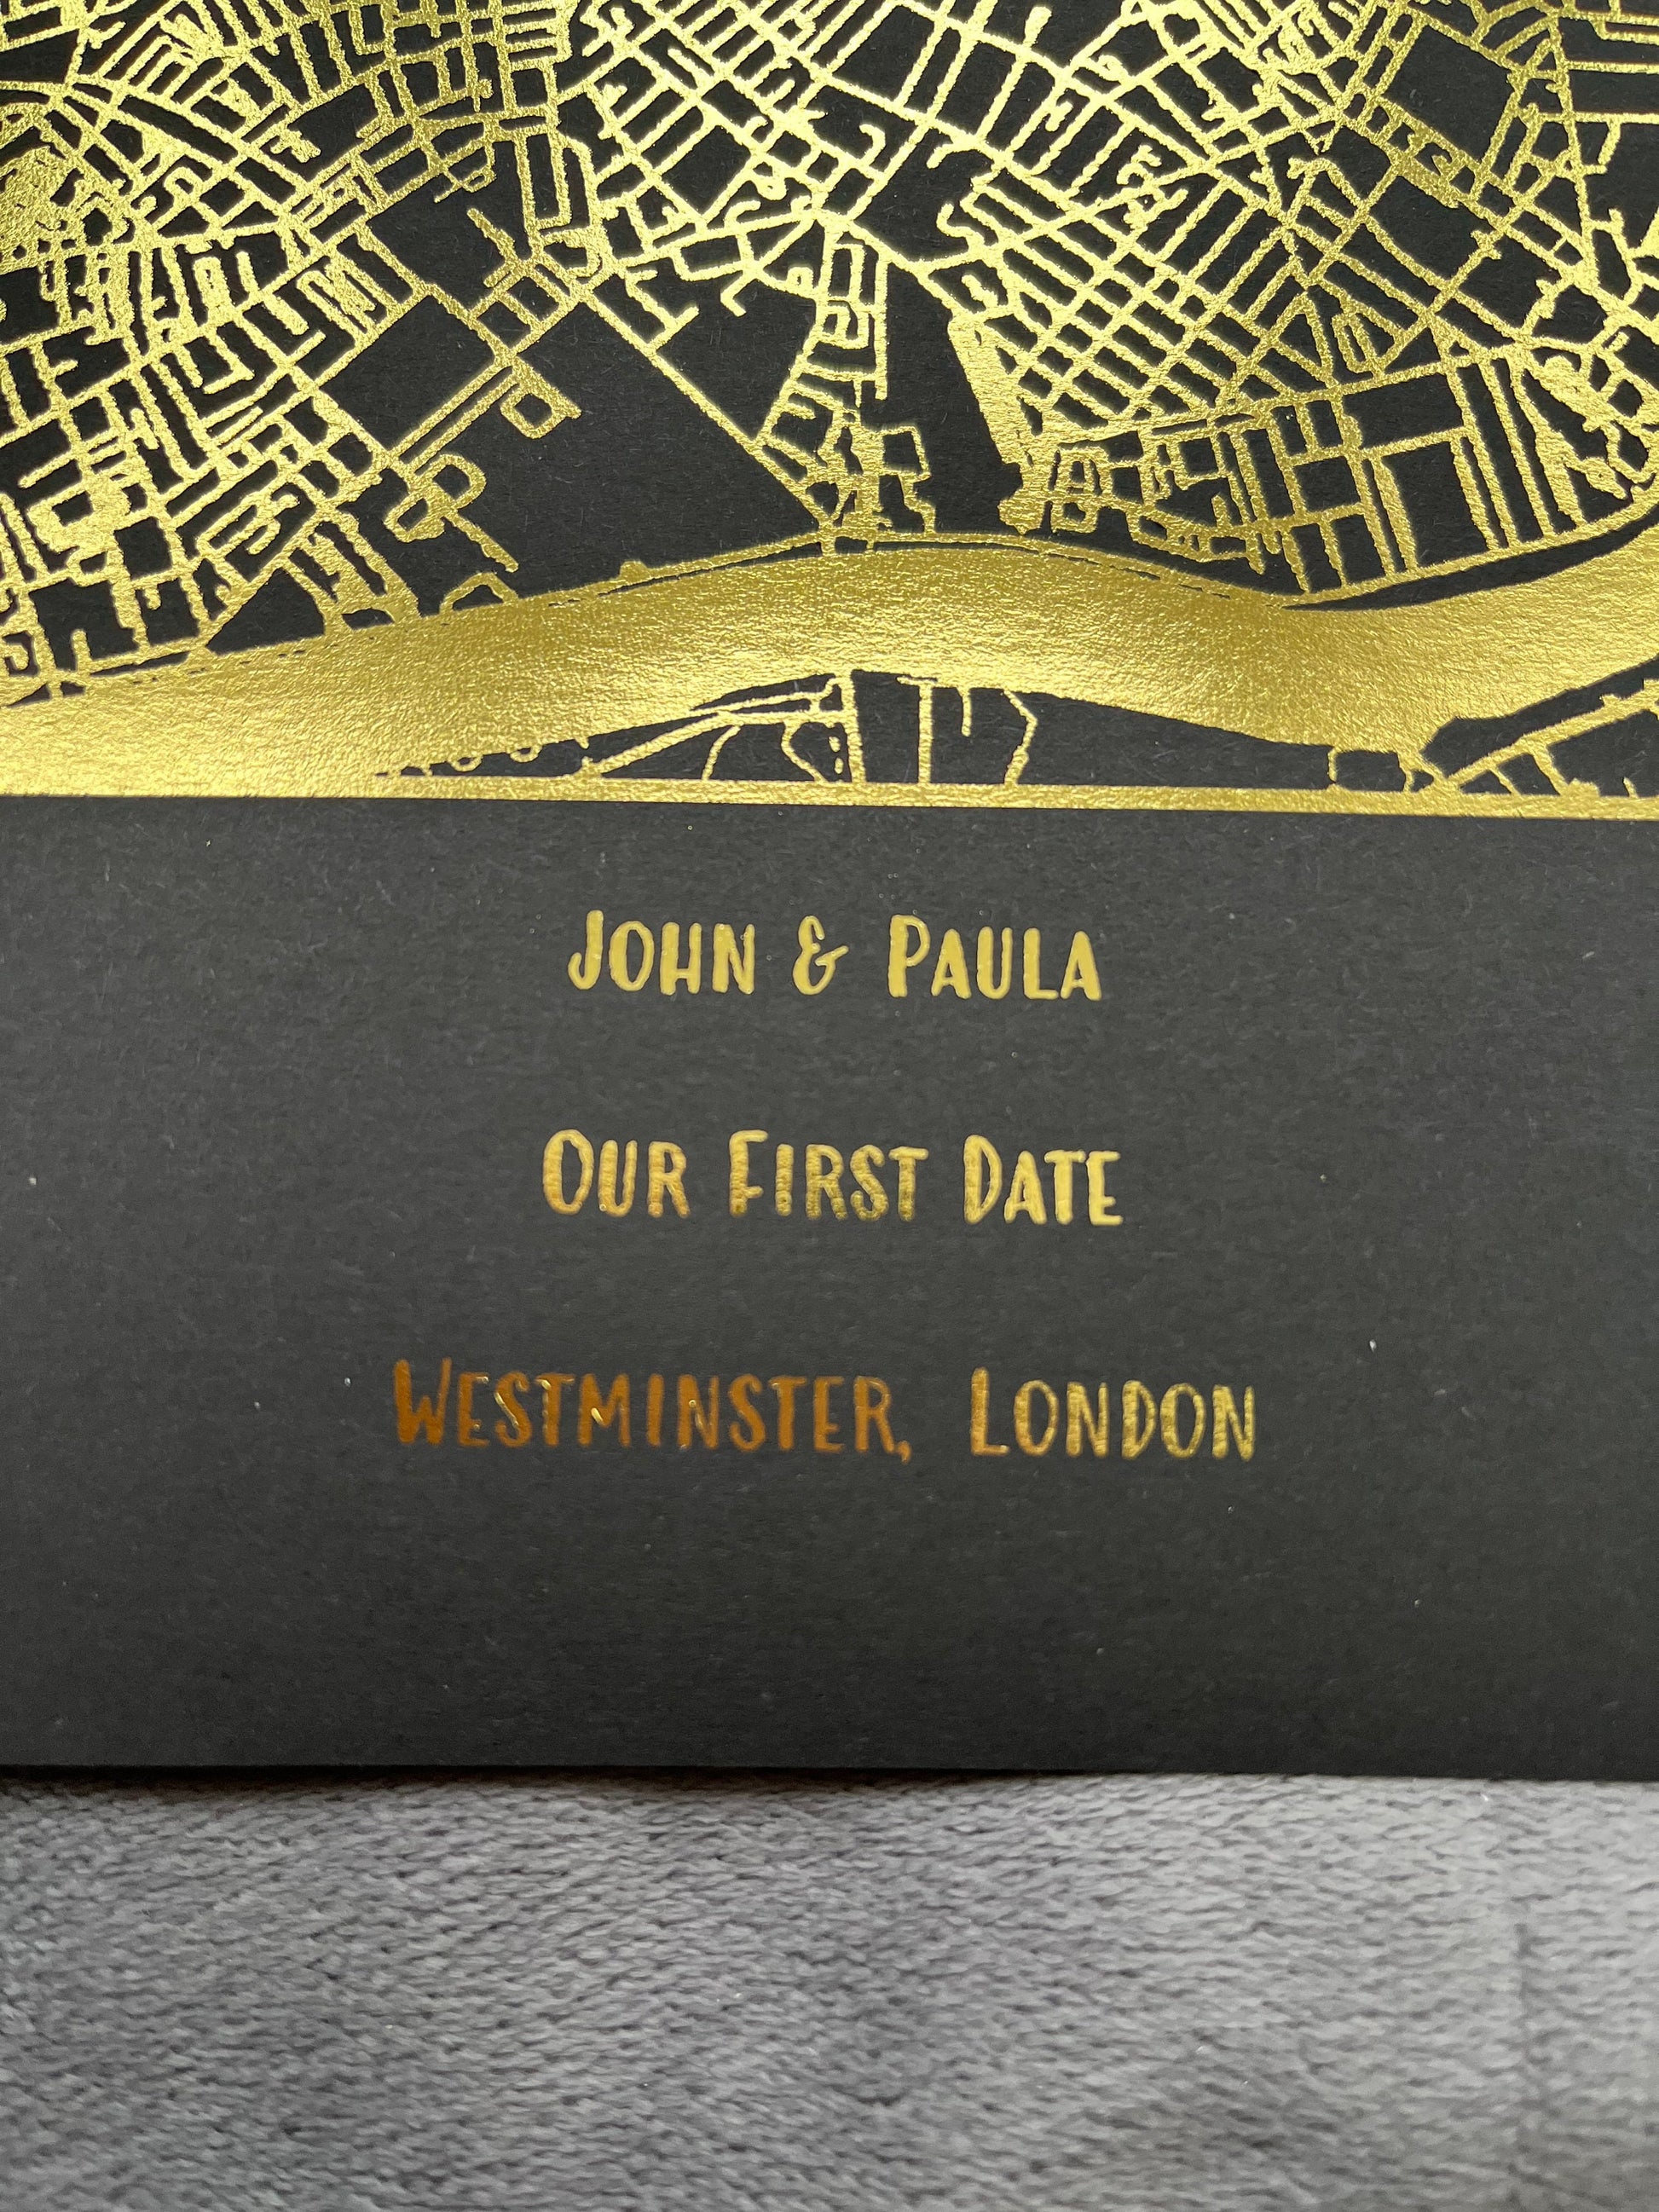 JOHN & PAULA
OUR FIRST DATE
WESTMINSTER, LONDON